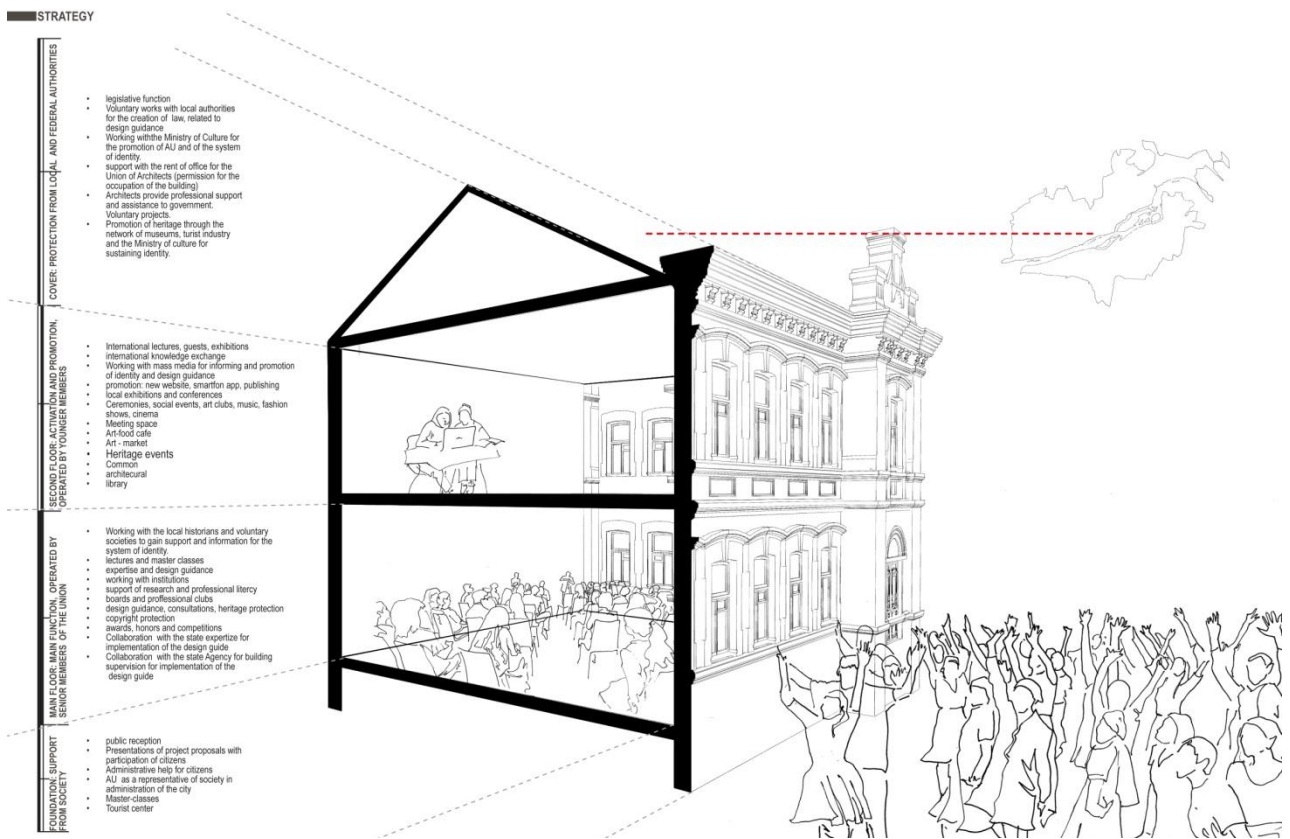 STRATEGY
COVER: PROTECTION FROM LOCAL AND FEDERAL AUTHORITIES
• legislative function
• Voluntary works with local authorities
for the creation of law, related to
design guidance
• Working withthe Ministry of Culture for
the promotion of AU and of the system
of identity.
• support with the rent of office for the
Union of Architects (permission for the
occupation of the building)
• Architects provide professional support
and assistance to government.
Voluntary projects.
• Promotion of heritage through the
network of museums, turist industry
and the Ministry of culture for
sustaining identity.
SECOND FLOOR: ACTIVATION AND PROMOTION,
OPERATED BY YOUNGER MEMBERS
• International lectures, guests, exhibitions
• international knowledge exchange
• Working with mass media for informing and promotion
of identity and design guidance
• promotion: new website, smartfon app, publishing
• local exhibitions and conferences
• Ceremonies, social events, art clubs, music, fashion
shows, cinema
• Meeting space
• Art-food cafe
• Art - market
• Heritage events
• Common
• architecural
• library
MAIN FLOOR: MAIN FUNCTION, OPERATED BY
SENIOR MEMBERS OF THE UNION
• Working with the local historians and voluntary
societies to gain support and information for the
system of identity.
• lectures and master classes
• expertise and design guidance
• working with institutions
• support of research and professional litercy
• boards and proffessional clubs
• design guidance, consultations, heritage protection
• copyright protection
• awards, honors and competitions
• Collaboration with the state expertize for
implementation of the design guide
• Collaboration with the state Agency for building
supervision for implementation of the
design guide
FOUNDATION: SUPPORT
FROM SOCIETY
• public reception
• Presentations of project proposals with
participation of citizens
• Administrative help for citizens
• AU as a representative of society in
administration of the city
• Master-classes
• Tourist center